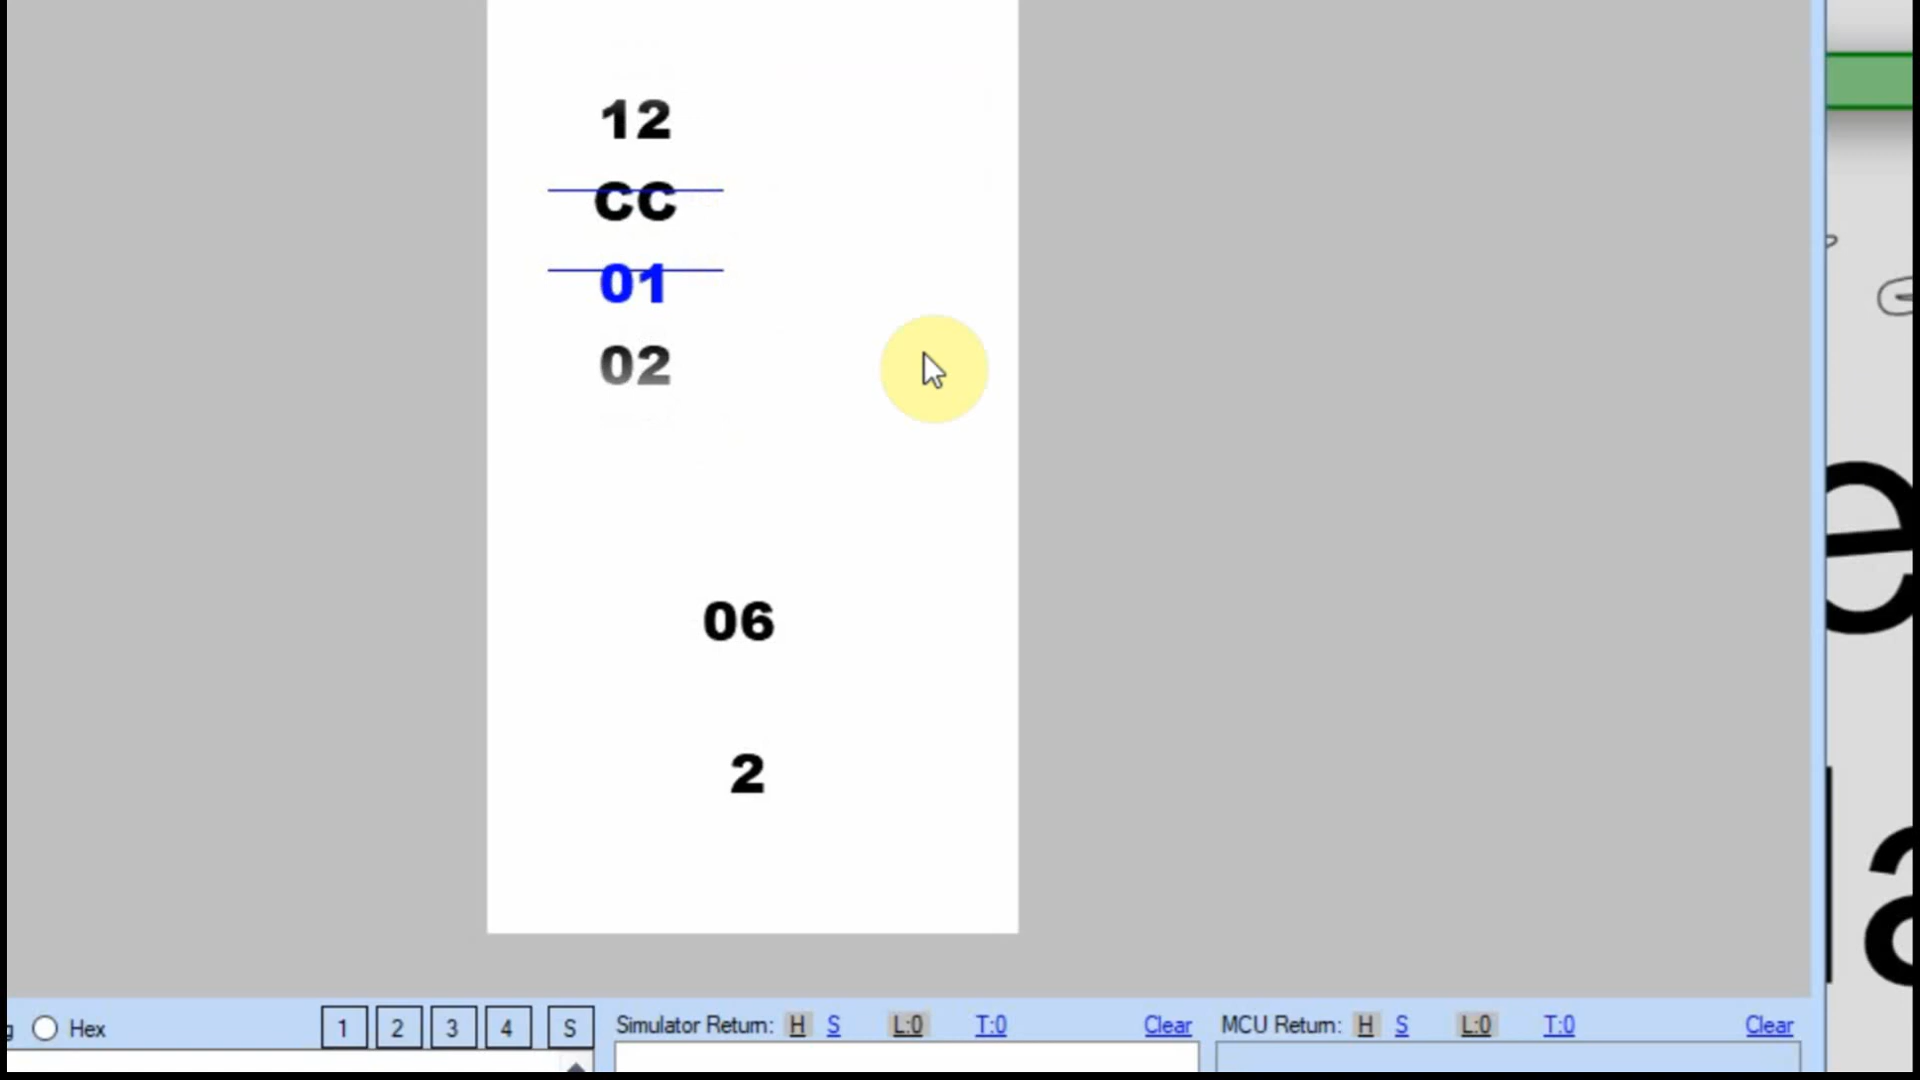 12
CC
01
02
06
2
Hex 1 2 3 4 S Simulator Return: H S L:0 T:0 Clear MCU Return: H S L:0 T:0 Clear
e
la